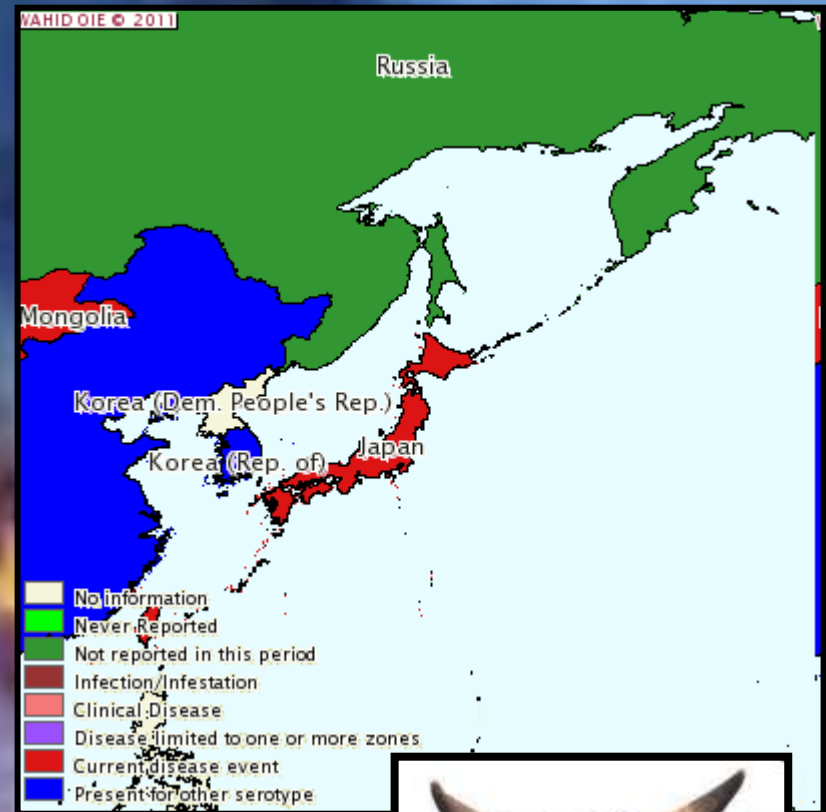 WAHID OIE © 2011
Russia
Mongolia
Korea (Dem. People's Rep.)
Japan
Korea (Rep. of)
No information
Never Reported
Not reported in this period
Infection/Infestation
Clinical Disease
Disease limited to one or more zones
Current disease event
Present for other serotype